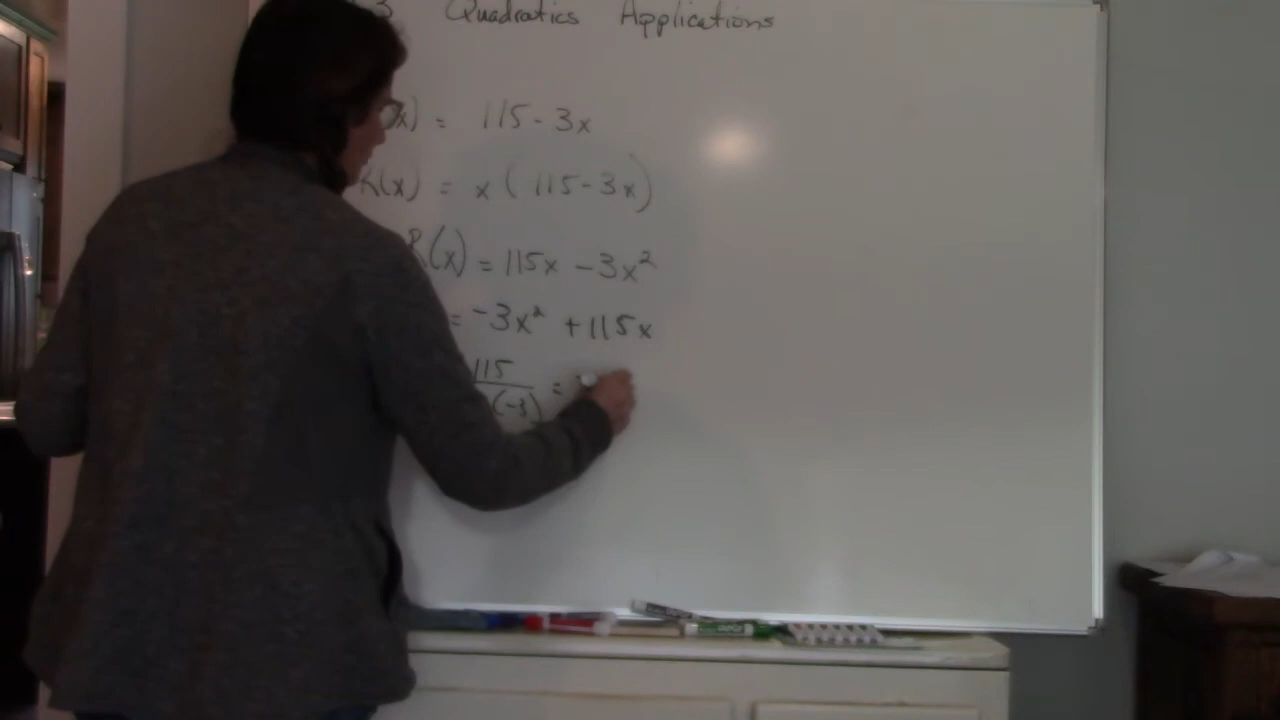 3 Quadratics Applications
x) = 115-3x
R(x) = x(115-3x)
R(x) = 115x -3x²
= -3x² +115x
115
(-3) =